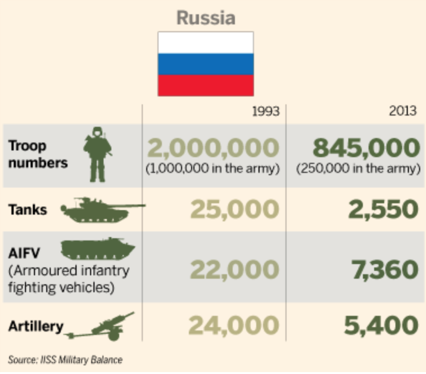 Russia
1993 2013
Troop numbers 2,000,000 845,000
(1,000,000 in the army) (250,000 in the army)
Tanks 25,000 2,550
AIFV
(Armoured infantry
fighting vehicles) 22,000 7,360
Artillery 24,000 5,400
Source: IISS Military Balance